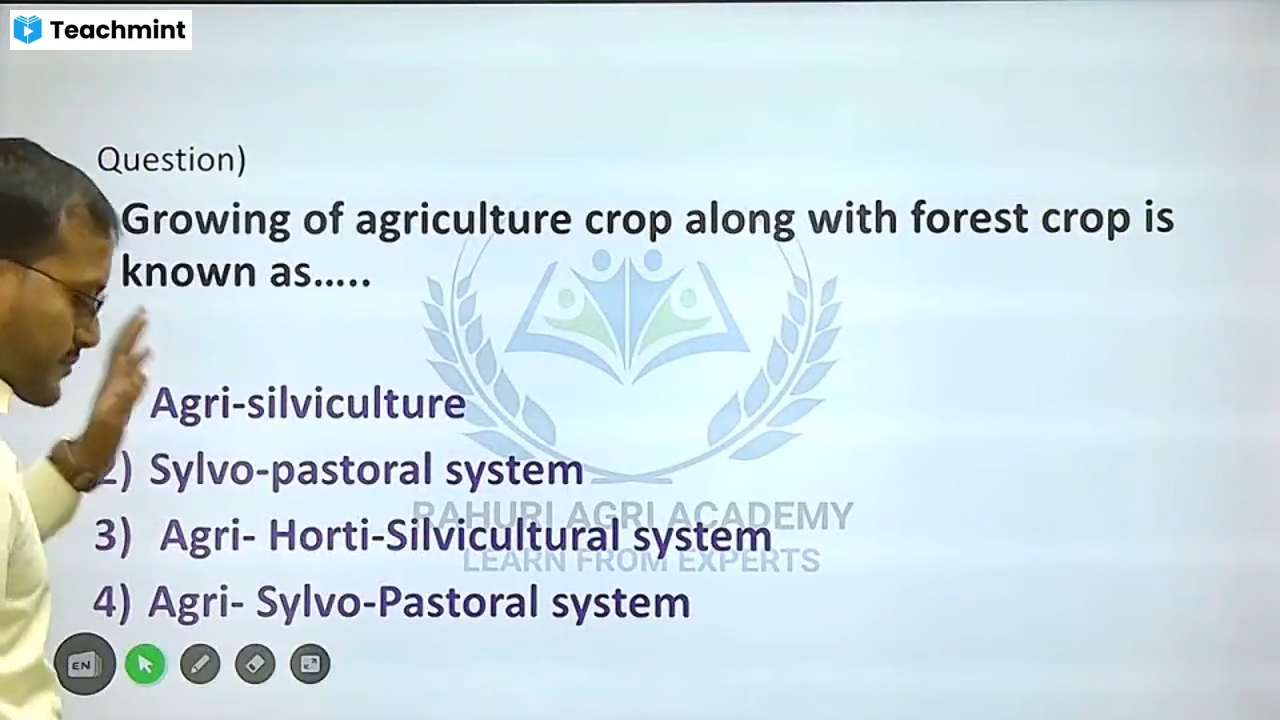 Teachmint
Question)
Growing of agriculture crop along with forest crop is
known as.....
Agri-silviculture
2) Sylvo-pastoral system
RAHURI AGRI ACADEMY
3) Agri- Horti-Silvicultural system
LEARN FROM EXPERTS
4) Agri- Sylvo-Pastoral system
EN